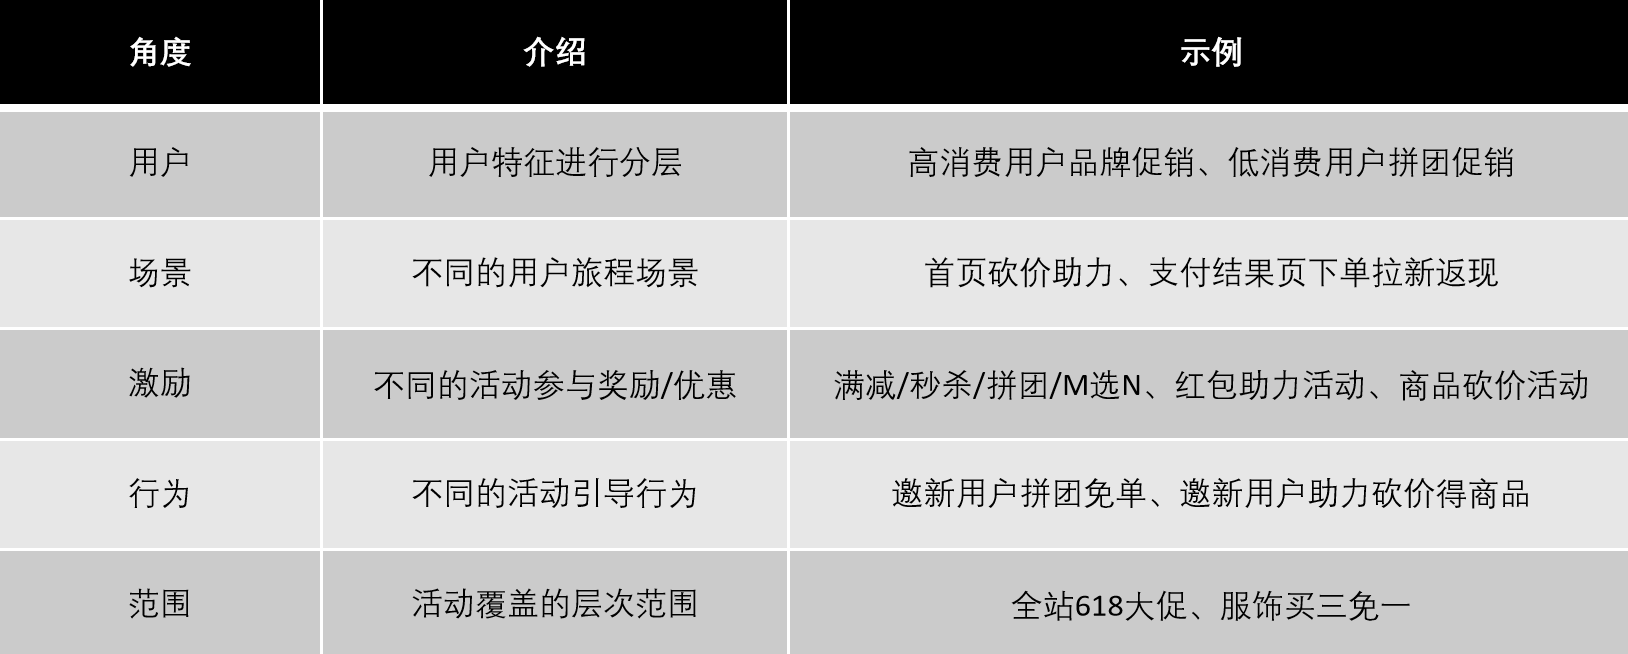 角度 介绍 示例
用户 用户特征进行分层 高消费用户品牌促销、低消费用户拼团促销
场景 不同的用户旅程场景 首页砍价助力、支付结果页下单拉新返现
激励 不同的活动参与奖励/优惠 满减/秒杀/拼团/M选N、红包助力活动、商品砍价活动
行为 不同的活动引导行为 邀新用户拼团免单、邀新用户助力砍价得商品
范围 活动覆盖的层次范围 全站618大促、服饰买三免一